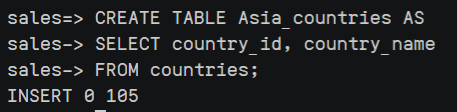 sales=> CREATE TABLE Asia_countries AS
sales-> SELECT country_id, country_name
sales-> FROM countries;
INSERT 0 105